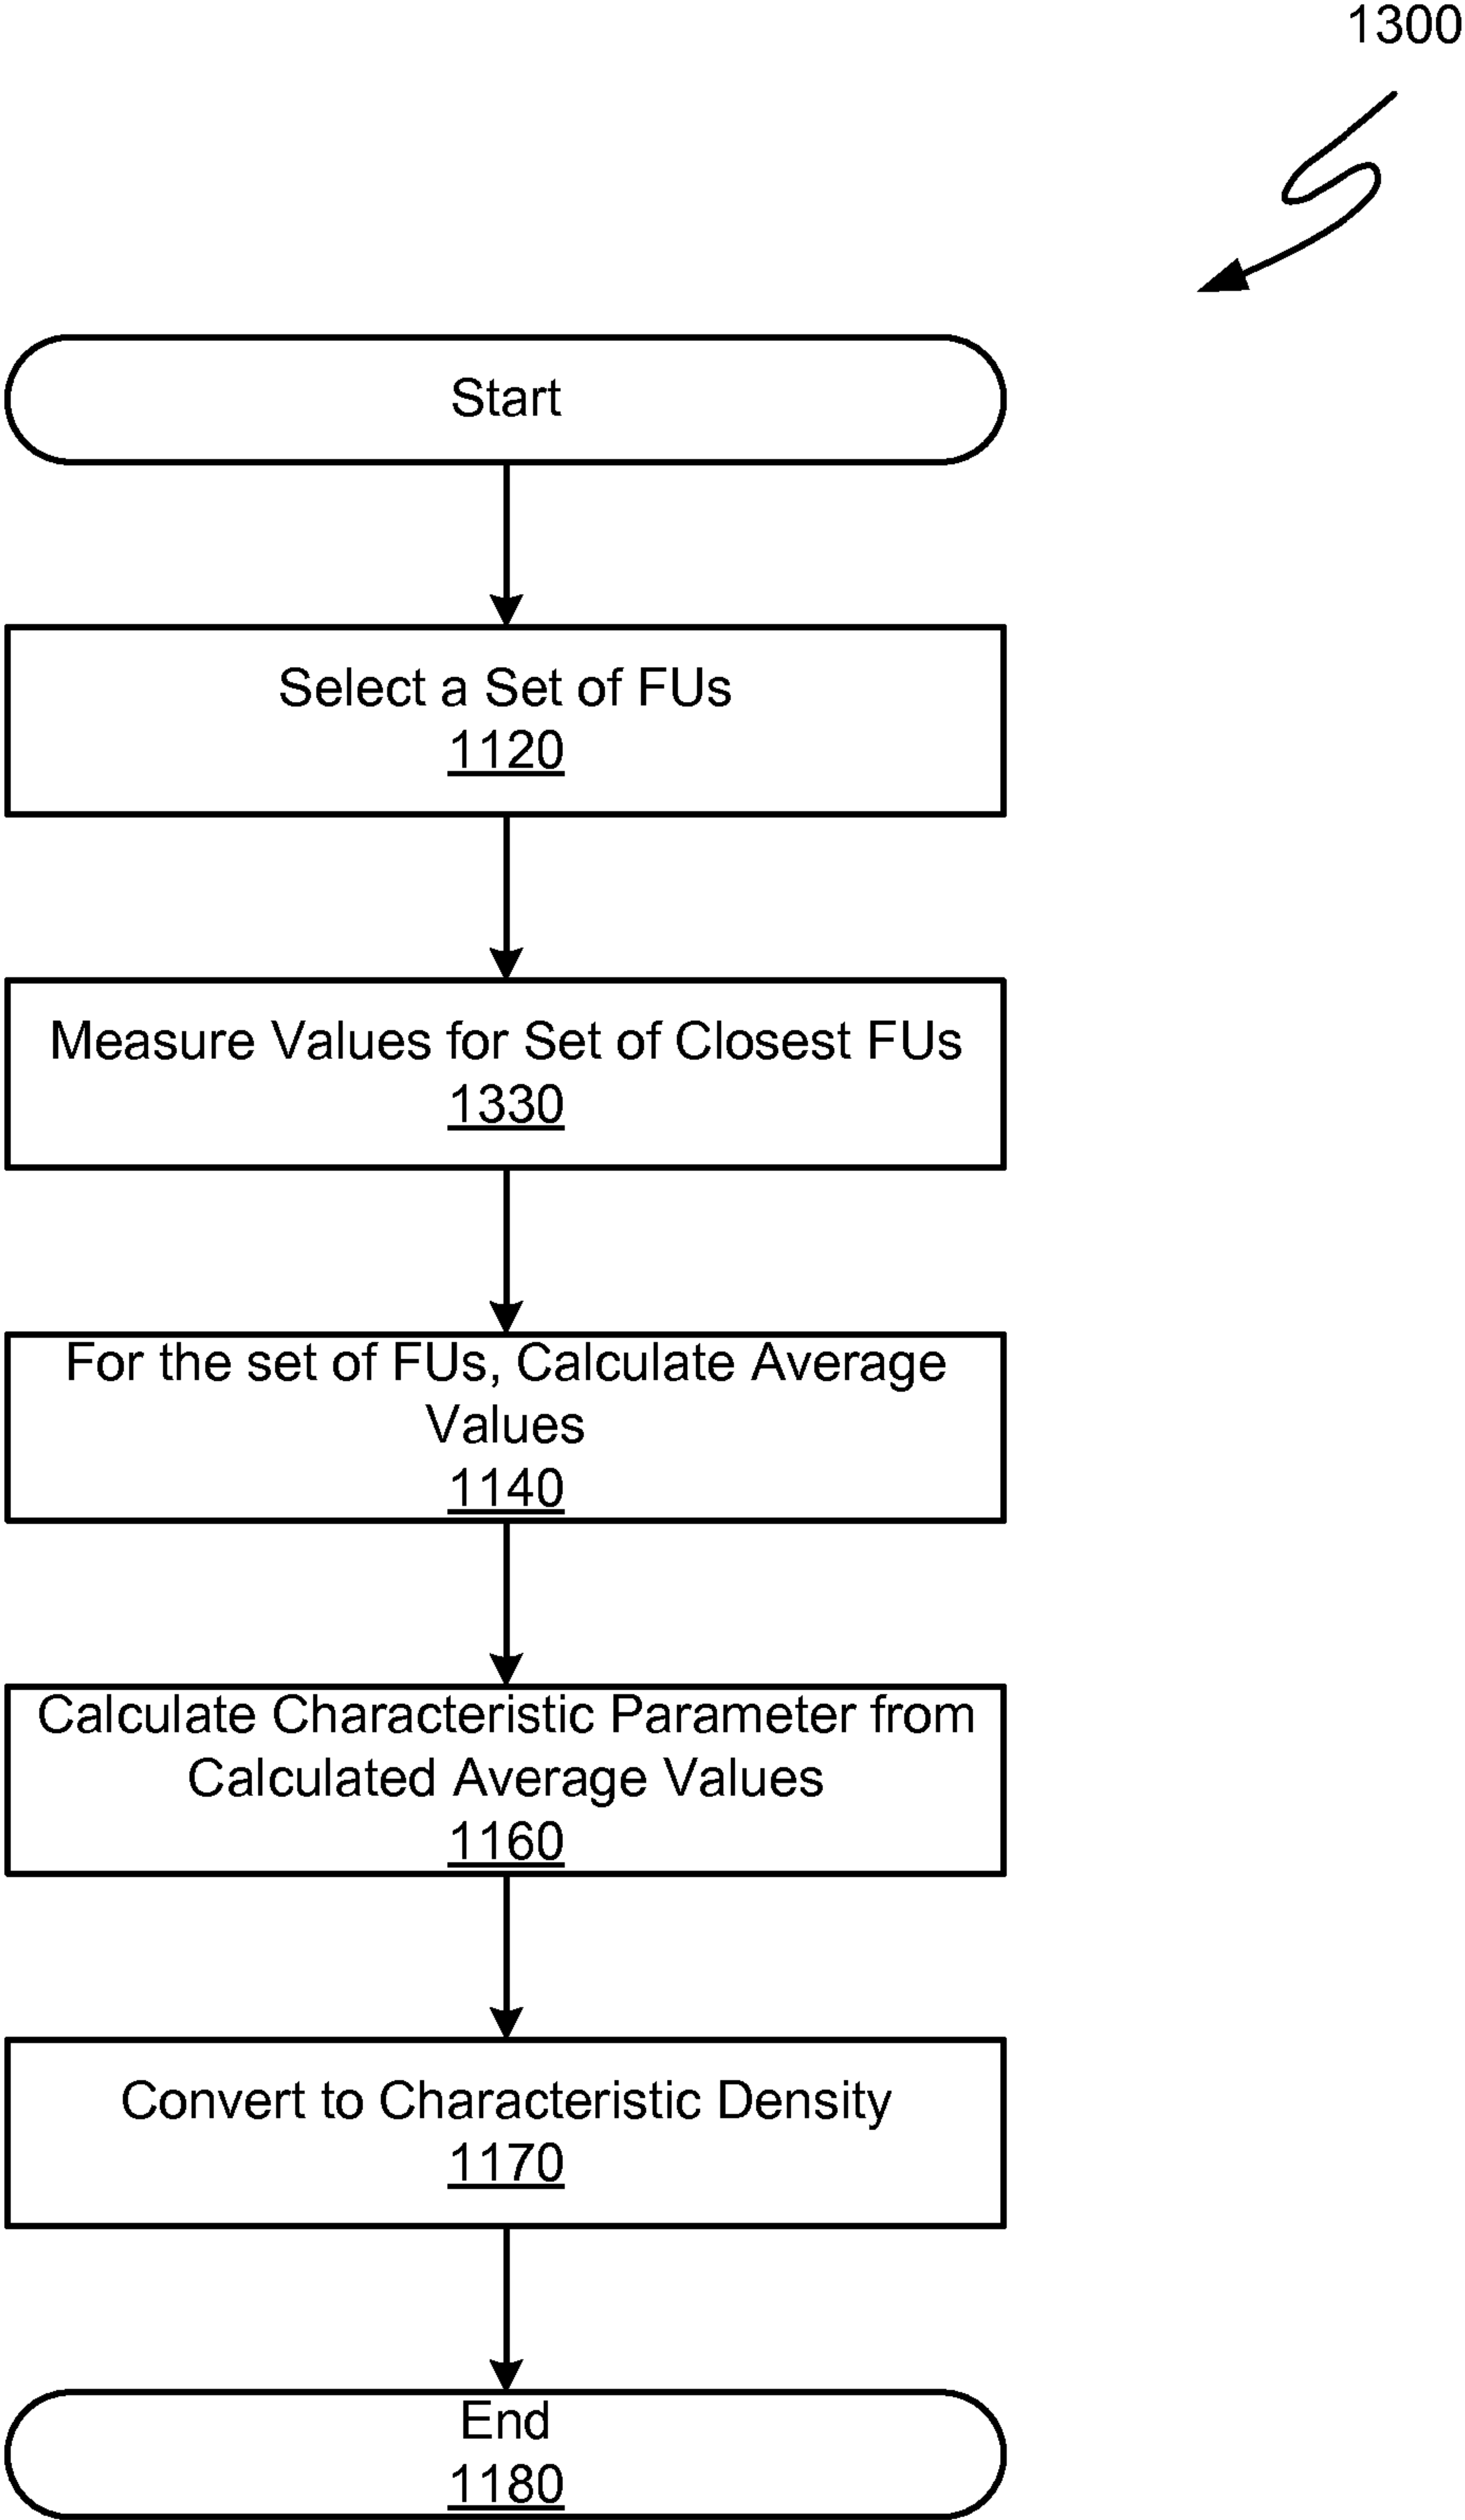 1300
Start
Select a Set of FUs
1120
Measure Values for Set of Closest FUs
1330
For the set of FUs, Calculate Average
Values
1140
Calculate Characteristic Parameter from
Calculated Average Values
1160
Convert to Characteristic Density
1170
End
1180